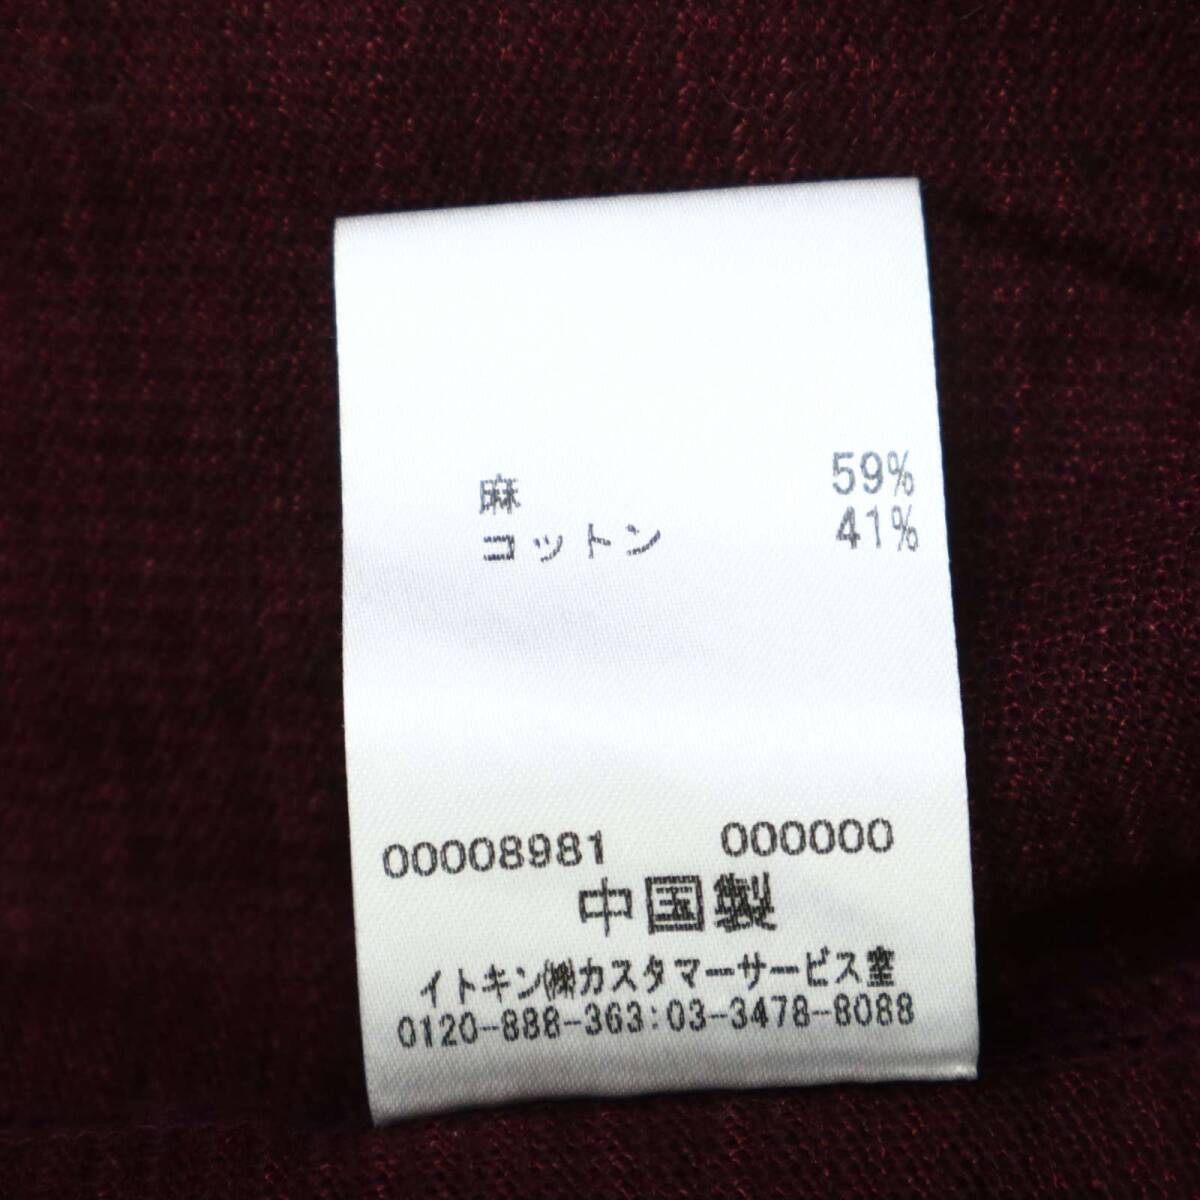 麻 59%
コットン 41%
00008981 000000
中国製
イトキン㈱カスタマーサービス室
0120-888-363:03-3478-8088